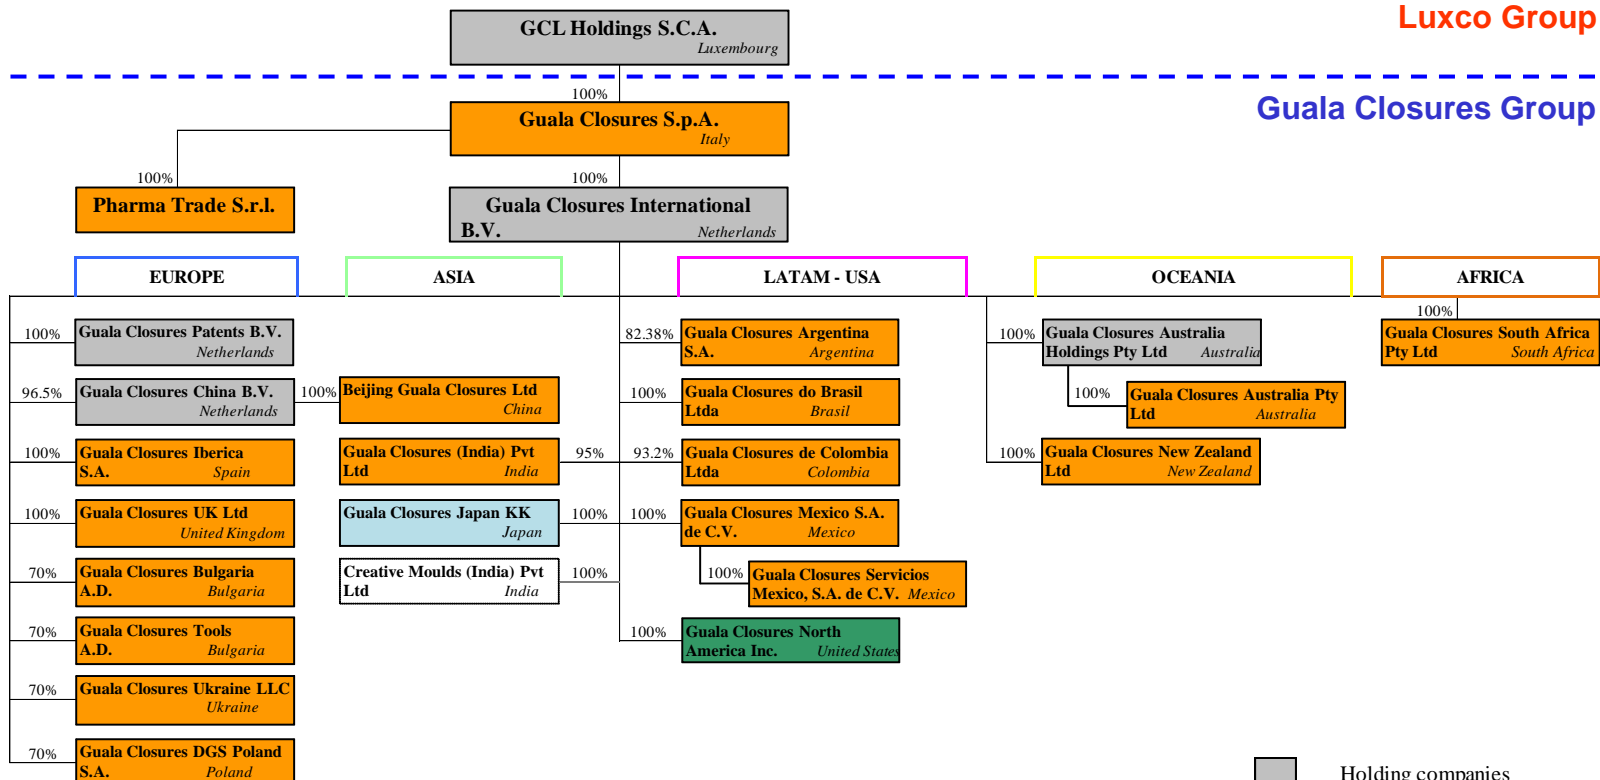 Luxco Group
GCL Holdings S.C.A.
Luxembourg
100%
Guala Closures Group
Guala Closures S.p.A.
Italy
100%
100%
Pharma Trade S.r.l.
Guala Closures International
B.V. Netherlands
EUROPE
ASIA
LATAM - USA
OCEANIA
AFRICA
100%
Guala Closures Patents B.V.
Netherlands
96.5%
Guala Closures China B.V.
Netherlands
100%
Guala Closures Iberica
S.A. Spain
100%
Guala Closures UK Ltd
United Kingdom
70%
Guala Closures Bulgaria
A.D. Bulgaria
70%
Guala Closures Tools
A.D. Bulgaria
70%
Guala Closures Ukraine LLC
Ukraine
70%
Guala Closures DGS Poland
S.A. Poland
100%
Beijing Guala Closures Ltd
China
Guala Closures (India) Pvt
Ltd India
95%
Guala Closures Japan KK
Japan
100%
Creative Moulds (India) Pvt
Ltd India
100%
82.38%
Guala Closures Argentina
S.A. Argentina
100%
Guala Closures do Brasil
Ltda Brasil
93.2%
Guala Closures de Colombia
Ltda Colombia
100%
Guala Closures Mexico S.A.
de C.V. Mexico
100%
Guala Closures Servicios
Mexico, S.A. de C.V. Mexico
100%
Guala Closures North
America Inc. United States
100%
Guala Closures Australia
Holdings Pty Ltd Australia
100%
Guala Closures Australia Pty
Ltd Australia
100%
Guala Closures New Zealand
Ltd New Zealand
100%
Guala Closures South Africa
Pty Ltd South Africa
Holding companies